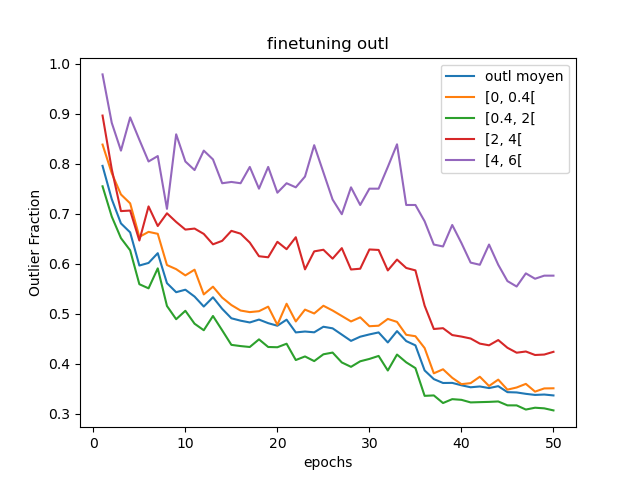 finetuning outl
1.0
0.9
0.8
0.7
0.6
0.5
0.4
0.3
Outlier Fraction
outl moyen
[0, 0.4[
[0.4, 2[
[2, 4[
[4, 6[
0 10 20 30 40 50
epochs